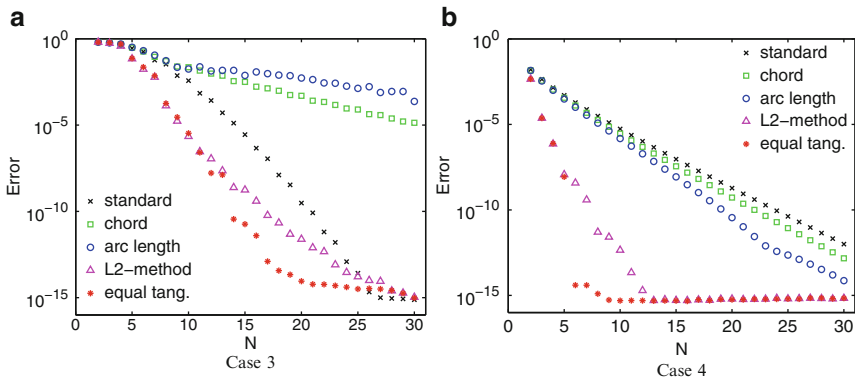 a
10^0
10^-5
10^-10
10^-15
Error
standard
chord
arc length
L2-method
equal tang.
0 5 10 15 20 25 30
N
Case 3
b
10^0
10^-5
10^-10
10^-15
Error
standard
chord
arc length
L2-method
equal tang.
0 5 10 15 20 25 30
N
Case 4